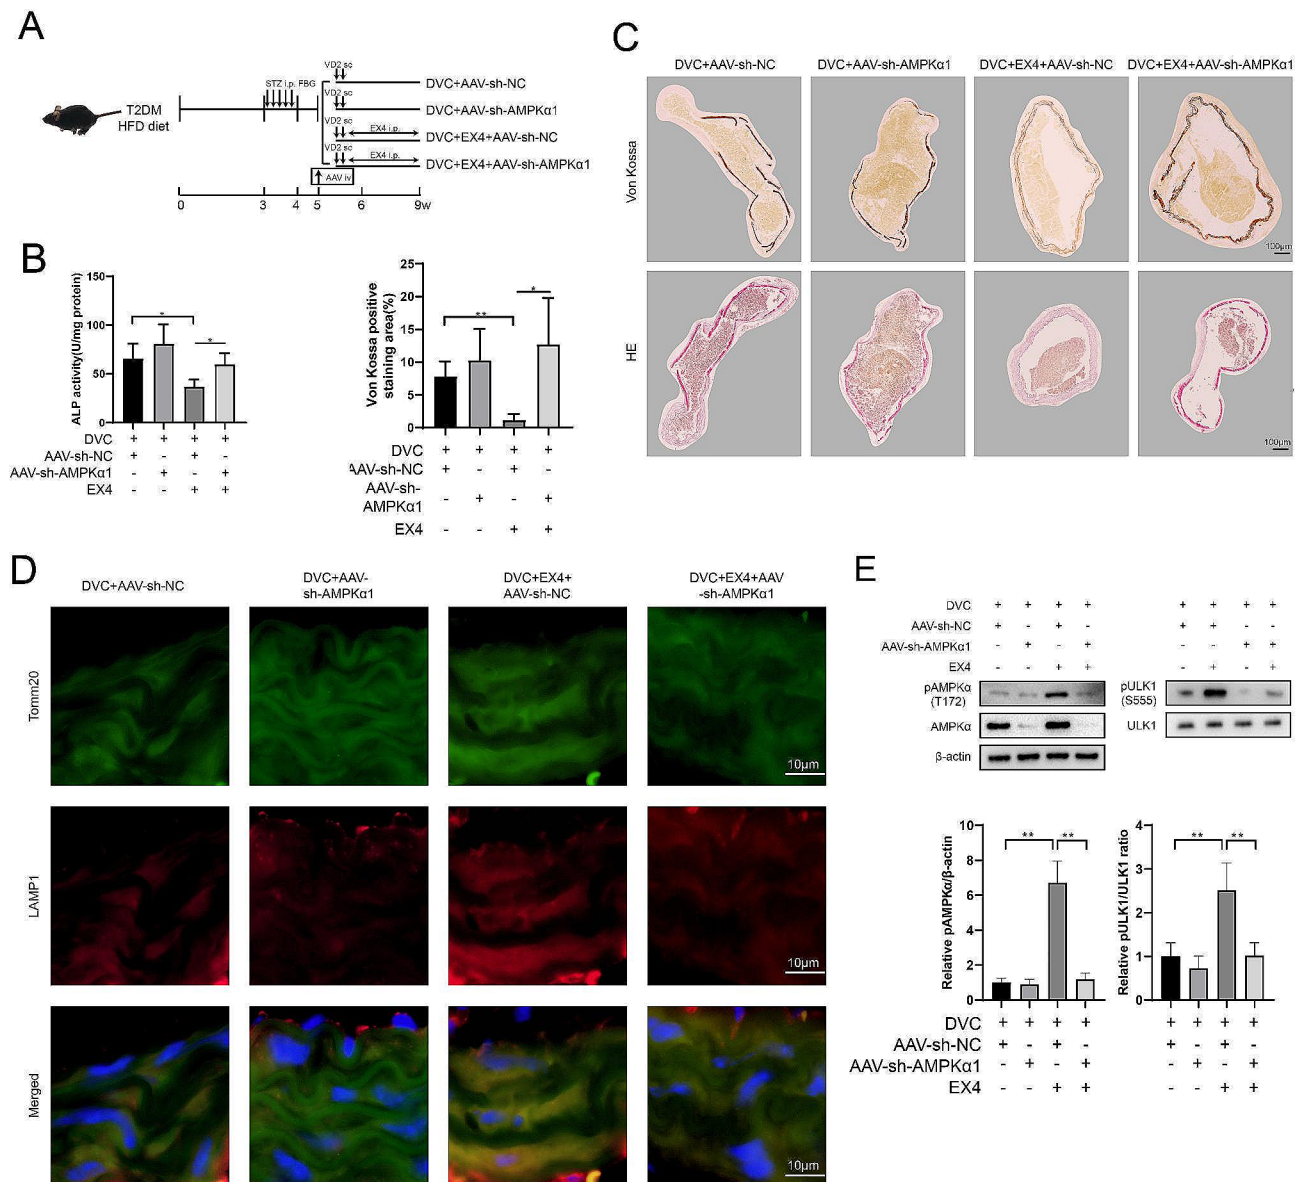 A
T2DM
HFD diet
STZ i.p. FBG
VD2 sc
DVC+AAV-sh-NC
VD2 sc
DVC+AAV-sh-AMPKα1
VD2 sc
EX4 i.p.
DVC+EX4+AAV-sh-NC
VD2 sc
EX4 i.p.
DVC+EX4+AAV-sh-AMPKα1
AAV iv
0 3 4 5 6 9w
B
ALP activity(U/mg protein)
150
100
50
0
*
*
DVC + + + +
AAV-sh-NC + - + -
AAV-sh-AMPKα1 - + - +
EX4 - - + +
Von Kossa positive
staining area(%)
25
20
15
10
5
0
**
*
DVC + + + +
AAV-sh-NC + - + -
AAV-sh-
AMPKα1 - + - +
EX4 - - + +
C
DVC+AAV-sh-NC
DVC+AAV-sh-AMPKα1
DVC+EX4+AAV-sh-NC
DVC+EX4+AAV-sh-AMPKα1
Von Kossa
100μm
HE
100μm
D
DVC+AAV-sh-NC
DVC+AAV-
sh-AMPKα1
DVC+EX4+
AAV-sh-NC
DVC+EX4+AAV
-sh-AMPKα1
Tomm20
10μm
LAMP1
10μm
Merged
10μm
E
DVC + + + +
AAV-sh-NC + - + -
AAV-sh-AMPKα1 - + - +
EX4 - - + +
pAMPKα
(T172)
AMPKα
β-actin
+ + + +
+ + - -
- - + +
- + - +
pULK1
(S555)
ULK1
Relative pAMPKα/β-actin
10
8
6
4
2
0
**
**
DVC + + + +
AAV-sh-NC + - + -
AAV-sh-AMPKα1 - + - +
EX4 - - + +
Relative pULK1/ULK1 ratio
4
3
2
1
0
**
**
+ + + +
+ - + -
- + - +
- - + +